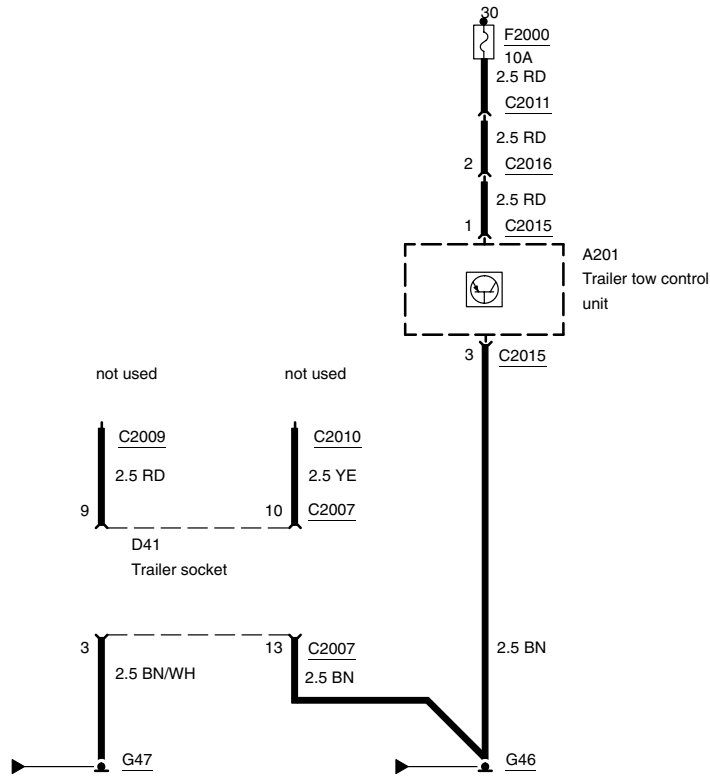 30
F2000
10A
2.5 RD
C2011
2.5 RD
2 C2016
2.5 RD
1 C2015
A201
Trailer tow control
unit
3 C2015
not used not used
C2009 C2010
2.5 RD 2.5 YE
9 10 C2007
D41
Trailer socket
3 13 C2007 2.5 BN
2.5 BN/WH 2.5 BN
G47 G46